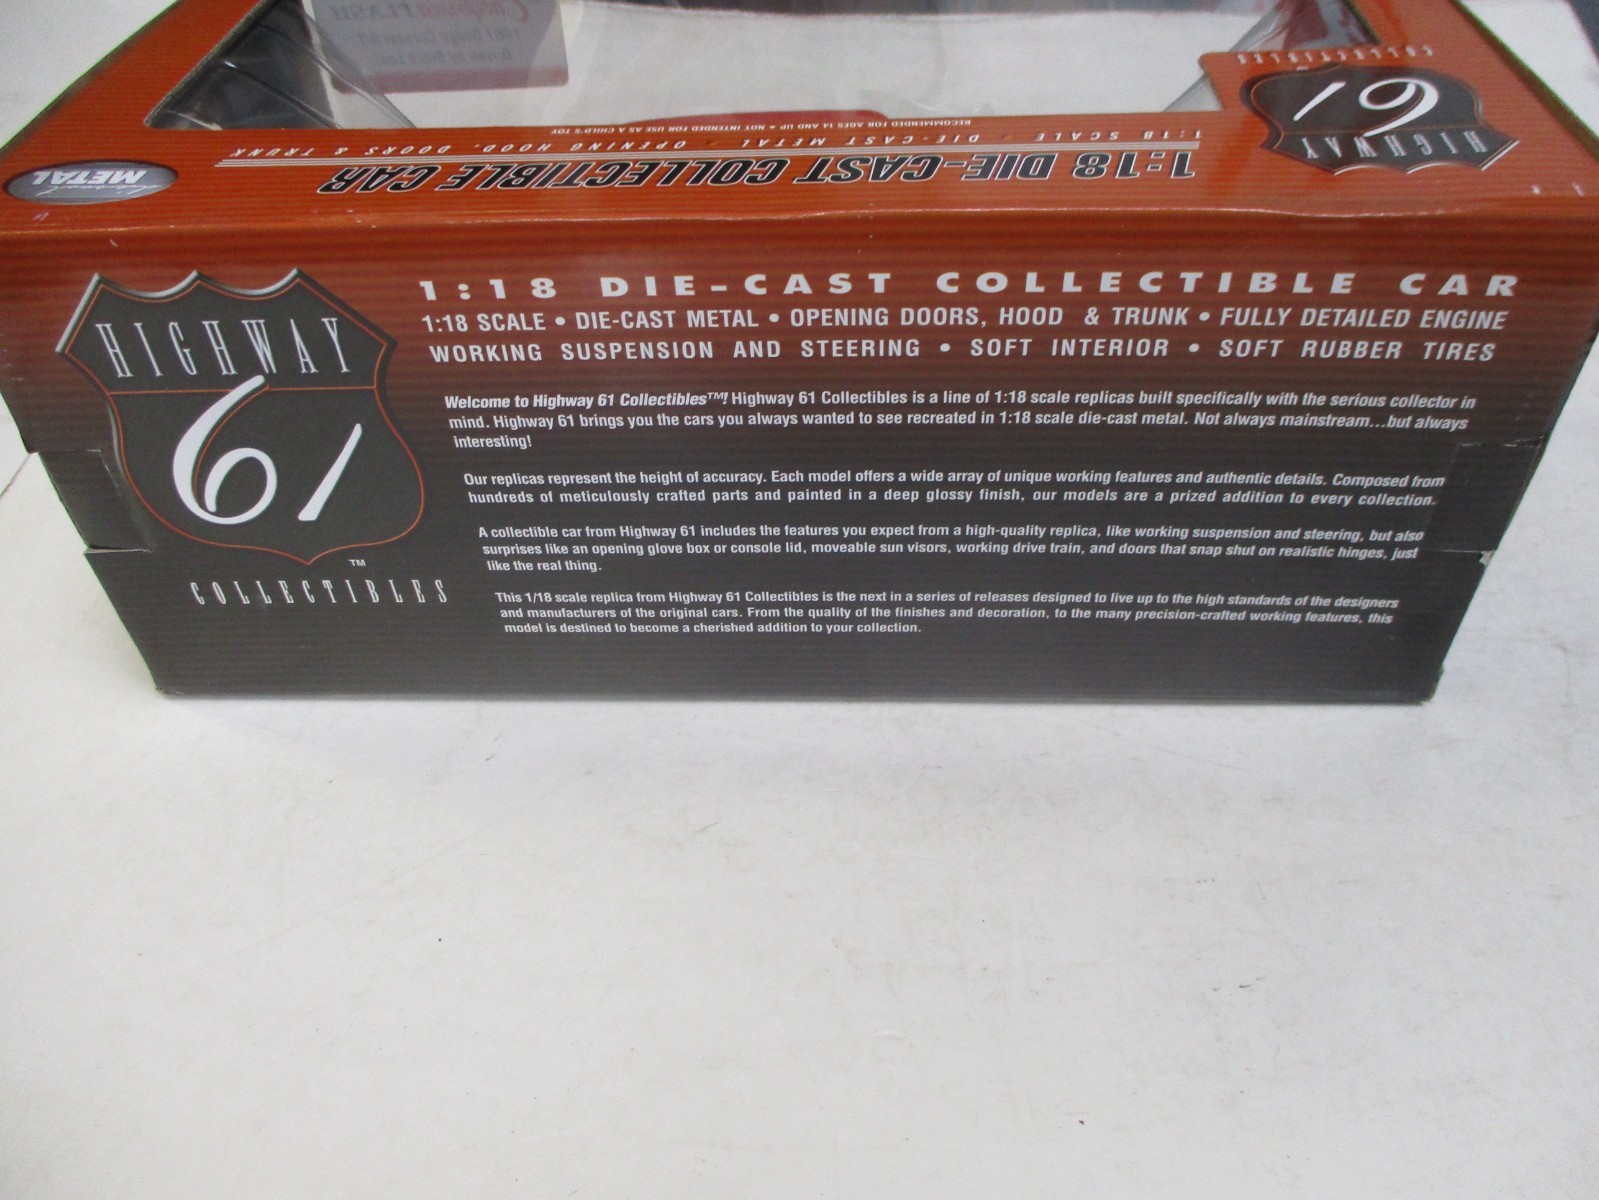 California FLASH
RECOMMENDED FOR AGES 14 AND UP • NOT INTENDED FOR USE AS A CHILD'S TOY
1:18 SCALE • DIE-CAST METAL • OPENING HOOD, DOORS & TRUNK
1:18 DIE-CAST COLLECTIBLE CAR
METAL
HIGHWAY
61
COLLECTIBLES
HIGHWAY
61
™
COLLECTIBLES
1:18 DIE-CAST COLLECTIBLE CAR
1:18 SCALE • DIE-CAST METAL • OPENING DOORS, HOOD & TRUNK • FULLY DETAILED ENGINE
WORKING SUSPENSION AND STEERING • SOFT INTERIOR • SOFT RUBBER TIRES
Welcome to Highway 61 Collectibles™! Highway 61 Collectibles is a line of 1:18 scale replicas built specifically with the serious collector in
mind. Highway 61 brings you the cars you always wanted to see recreated in 1:18 scale die-cast metal. Not always mainstream...but always
interesting!
Our replicas represent the height of accuracy. Each model offers a wide array of unique working features and authentic details. Composed from
hundreds of meticulously crafted parts and painted in a deep glossy finish, our models are a prized addition to every collection.
A collectible car from Highway 61 includes the features you expect from a high-quality replica, like working suspension and steering, but also
surprises like an opening glove box or console lid, moveable sun visors, working drive train, and doors that snap shut on realistic hinges, just
like the real thing.
This 1/18 scale replica from Highway 61 Collectibles is the next in a series of releases designed to live up to the high standards of the designers
and manufacturers of the original cars. From the quality of the finishes and decoration, to the many precision-crafted working features, this
model is destined to become a cherished addition to your collection.